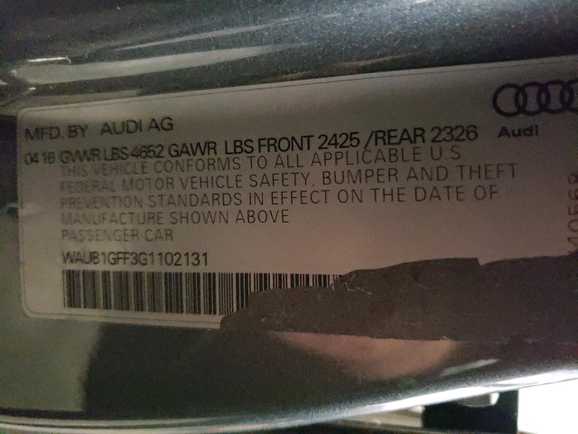 MFD. BY AUDI AG
04 16 GVWR LBS 4652 GAWR LBS FRONT 2425 / REAR 2326
THIS VEHICLE CONFORMS TO ALL APPLICABLE U.S
FEDERAL MOTOR VEHICLE SAFETY, BUMPER AND THEFT
PREVENTION STANDARDS IN EFFECT ON THE DATE OF
MANUFACTURE SHOWN ABOVE
PASSENGER CAR
WAUB1GFF3G1102131
Audi